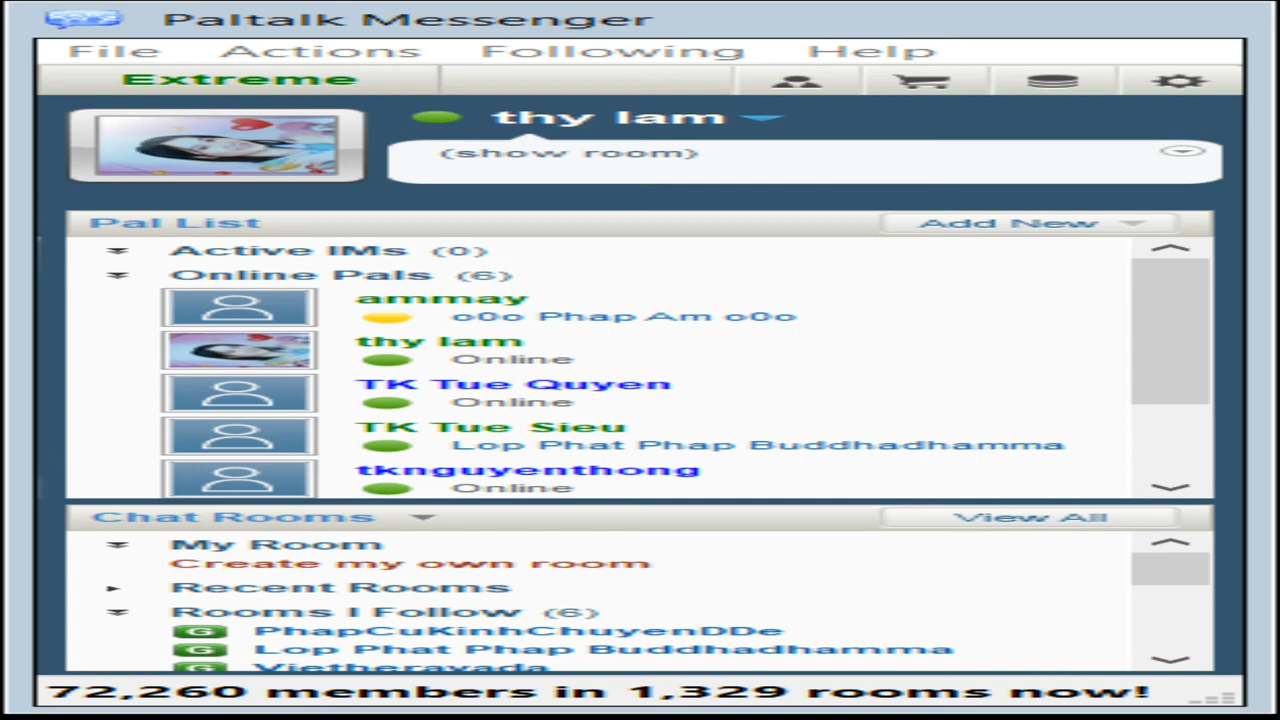 Paltalk Messenger
File Actions Following Help
Extreme
thy lam
(show room)
Pal List Add New
Active IMs (0)
Online Pals (6)
ammay
o0o Phap Am o0o
thy lam
Online
TK Tue Quyen
Online
TK Tue Sieu
Lop Phat Phap Buddhadhamma
tknguyenthong
Online
Chat Rooms View All
My Room
Create my own room
Recent Rooms
Rooms I Follow (6)
G PhapCuKinhChuyenDDe
G Lop Phat Phap Buddhadhamma
G Vietheravada
72,260 members in 1,329 rooms now!